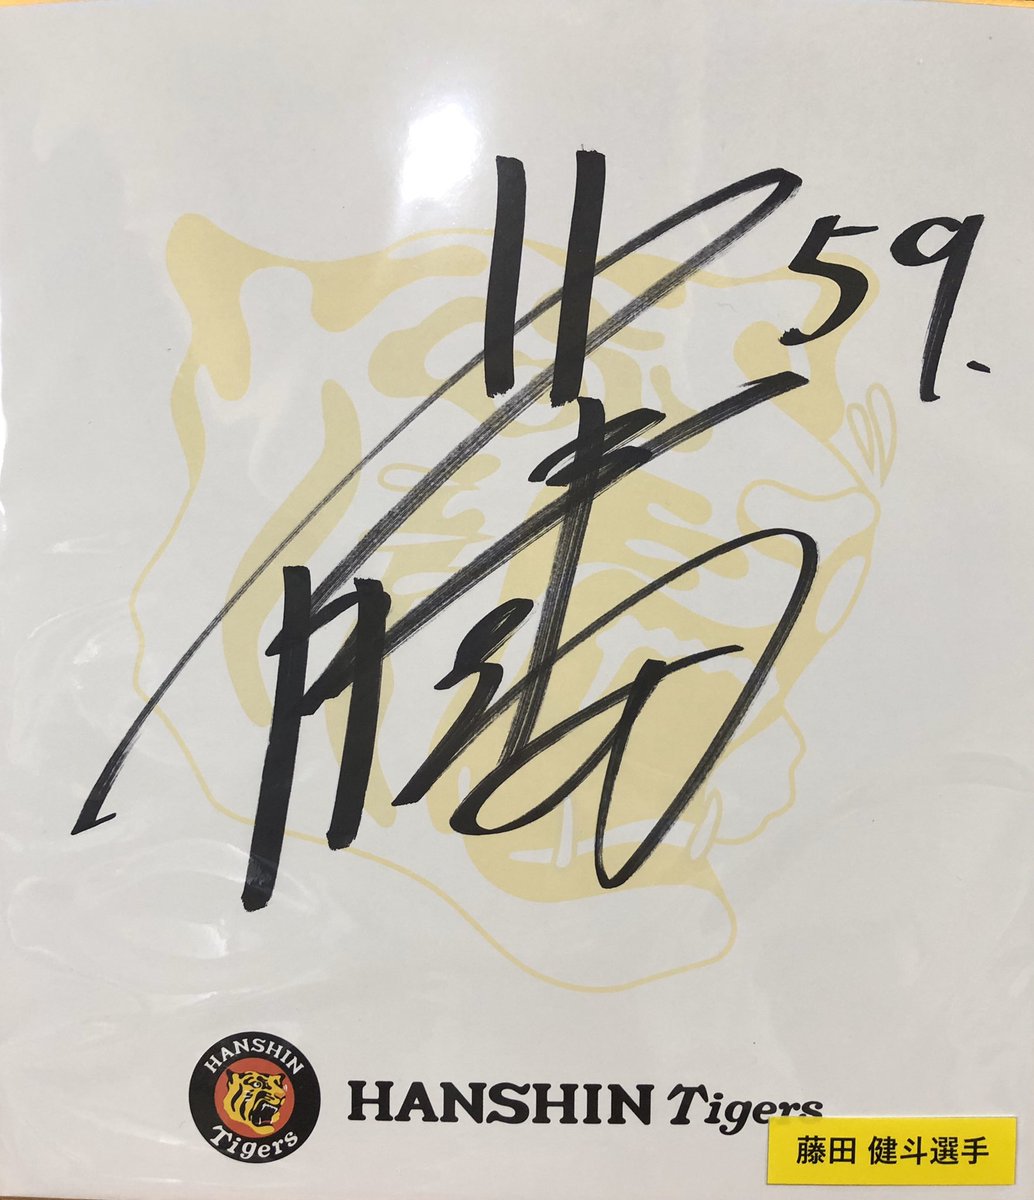 59.
HANSHIN
Tigers
HANSHIN Tigers
藤田 健斗選手